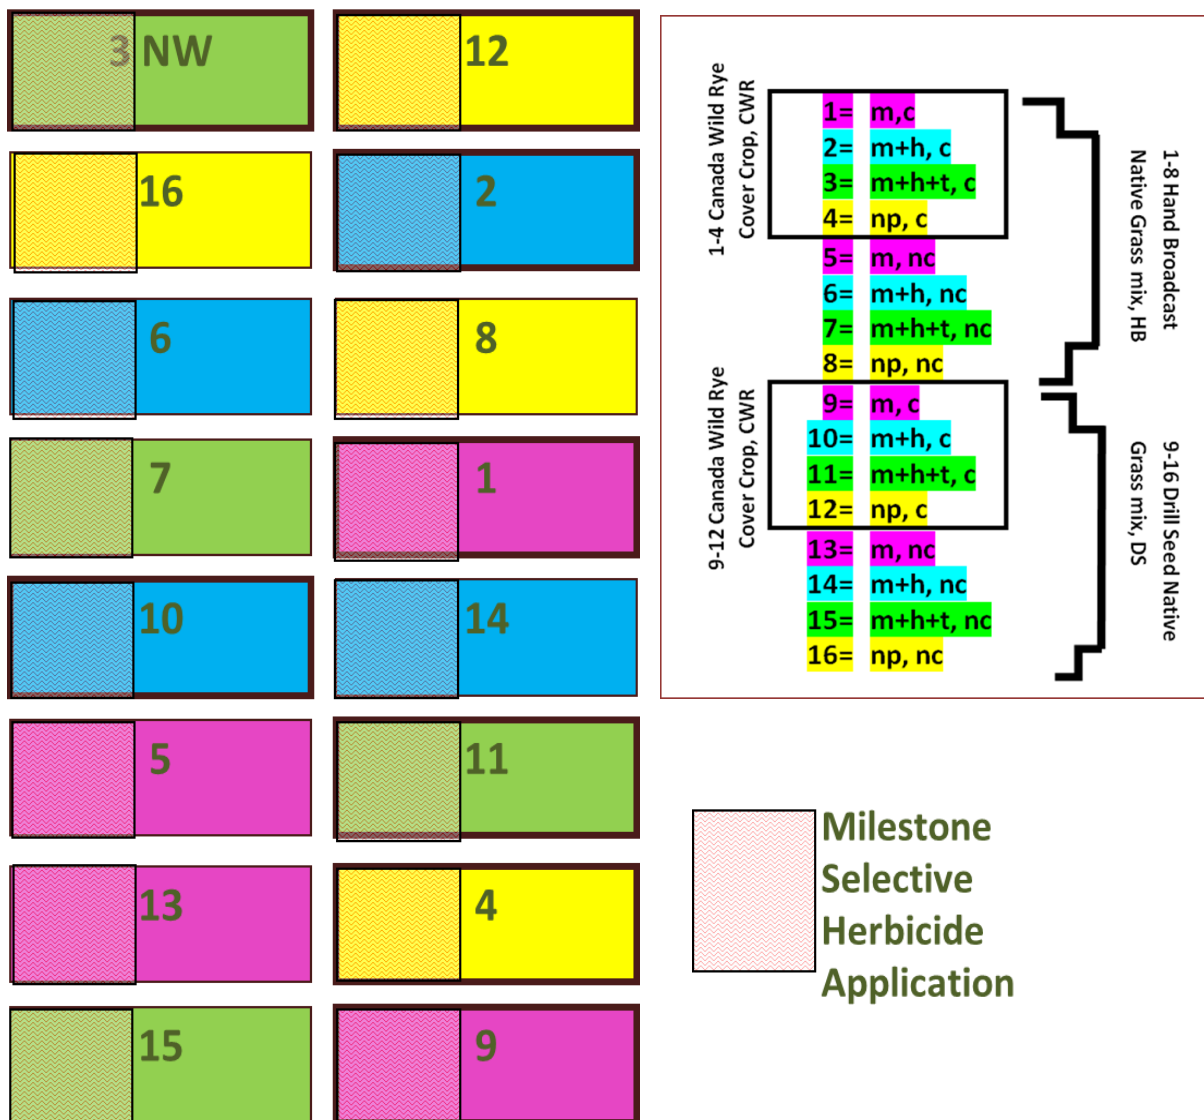 3 NW
12
16
2
6
8
7
1
10
14
5
11
13
4
15
9
1-4 Canada Wild Rye
Cover Crop, CWR
1= m,c
2= m+h, c
3= m+h+t, c
4= np, c
5= m, nc
6= m+h, nc
7= m+h+t, nc
8= np, nc
9-12 Canada Wild Rye
Cover Crop, CWR
9= m, c
10= m+h, c
11= m+h+t, c
12= np, c
13= m, nc
14= m+h, nc
15= m+h+t, nc
16= np, nc
1-8 Hand Broadcast
Native Grass mix, HB
9-16 Drill Seed Native
Grass mix, DS
Milestone
Selective
Herbicide
Application